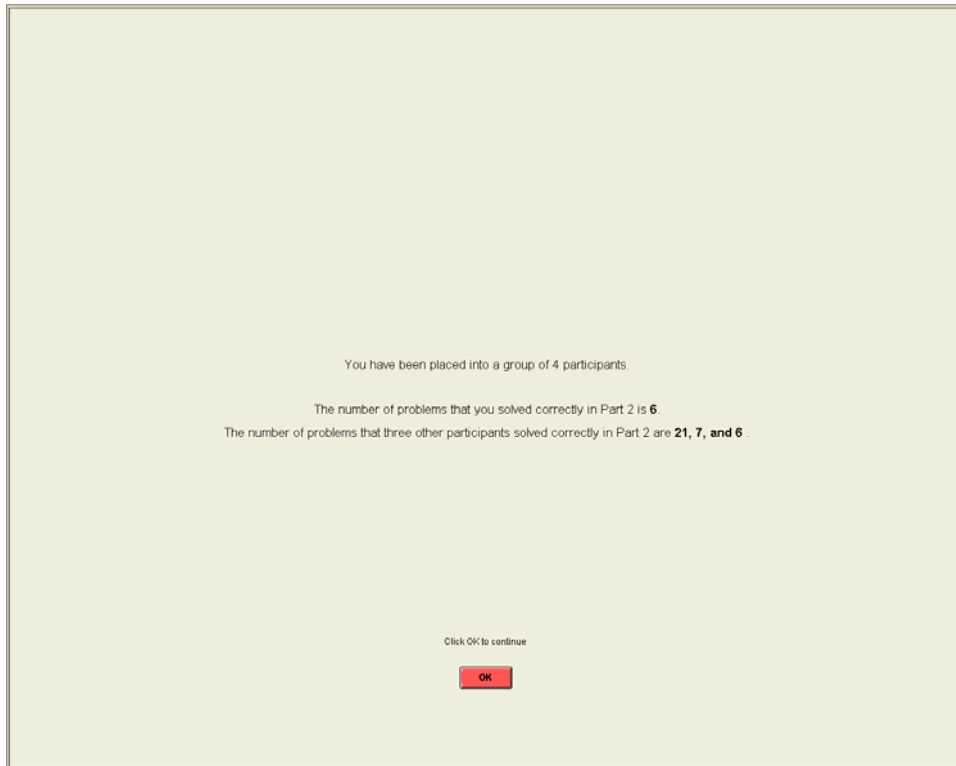 You have been placed into a group of 4 participants.
The number of problems that you solved correctly in Part 2 is 6.
The number of problems that three other participants solved correctly in Part 2 are 21, 7, and 6 .
Click OK to continue
OK